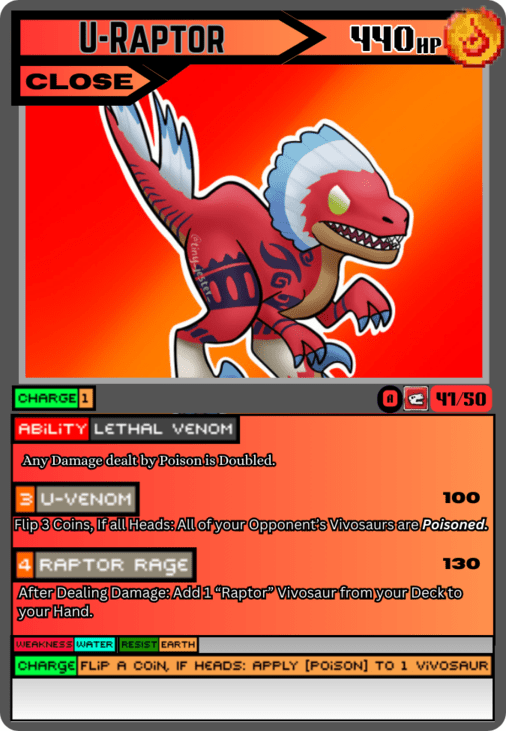 U-Raptor 440HP
CLOSE
@tiny_jester_
CHARGE 1
A 41/50
ABILITY LETHAL VENOM
Any Damage dealt by Poison is Doubled.
3 U-VENOM 100
Flip 3 Coins, If all Heads: All of your Opponent's Vivosaurs are Poisoned.
4 RAPTOR RAGE 130
After Dealing Damage: Add 1 "Raptor" Vivosaur from your Deck to
your Hand.
WEAKNESS WATER RESIST EARTH
CHARGE FLIP A COIN, IF HEADS: APPLY [POISON] TO 1 VIVOSAUR